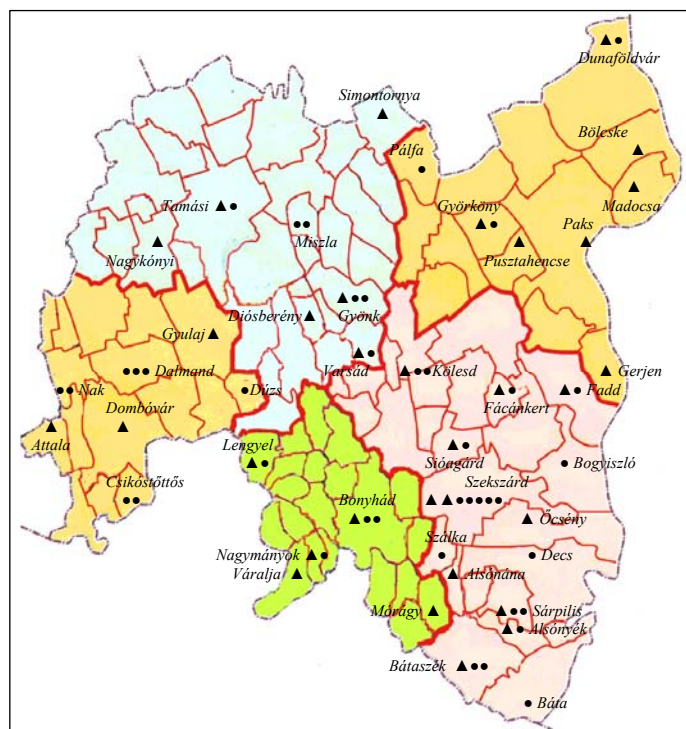 Dunaföldvár
Simontornya
Bölcske
Pálfa
Madocsa
Tamási
Györköny
Paks
Miszla
Nagykónyi
Pusztahencse
Diósberény
Gyönk
Gyulaj
Varsád
Kölesd
Gerjen
Dalmand
Dúzs
Nak
Fácánkert
Fadd
Dombóvár
Attala
Lengyel
Sióagárd
Bogyiszló
Csikóstőttős
Szekszárd
Bonyhád
Őcsény
Szálka
Nagymányok
Decs
Váralja
Alsónána
Mórágy
Sárpilis
Alsónyék
Bátaszék
Báta